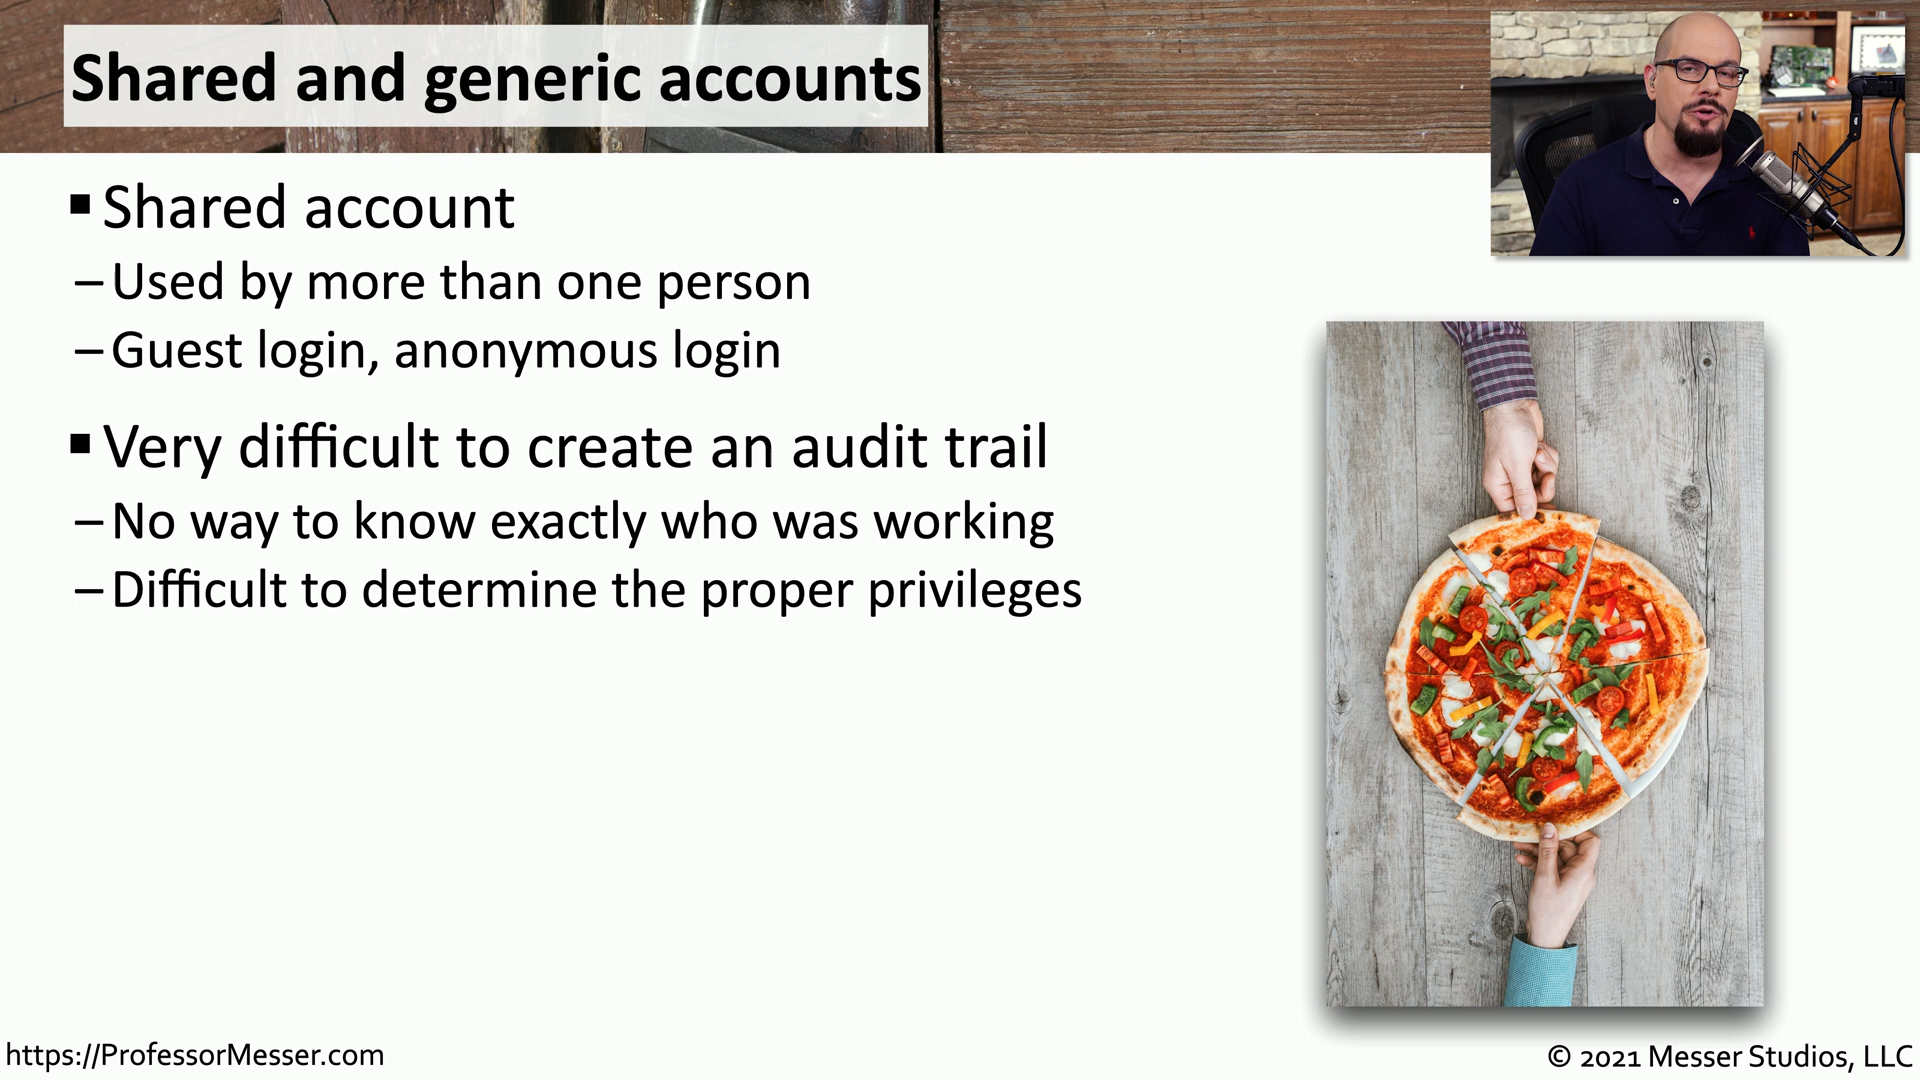 Shared and generic accounts
▪ Shared account
– Used by more than one person
– Guest login, anonymous login
▪ Very difficult to create an audit trail
– No way to know exactly who was working
– Difficult to determine the proper privileges
https://ProfessorMesser.com
© 2021 Messer Studios, LLC